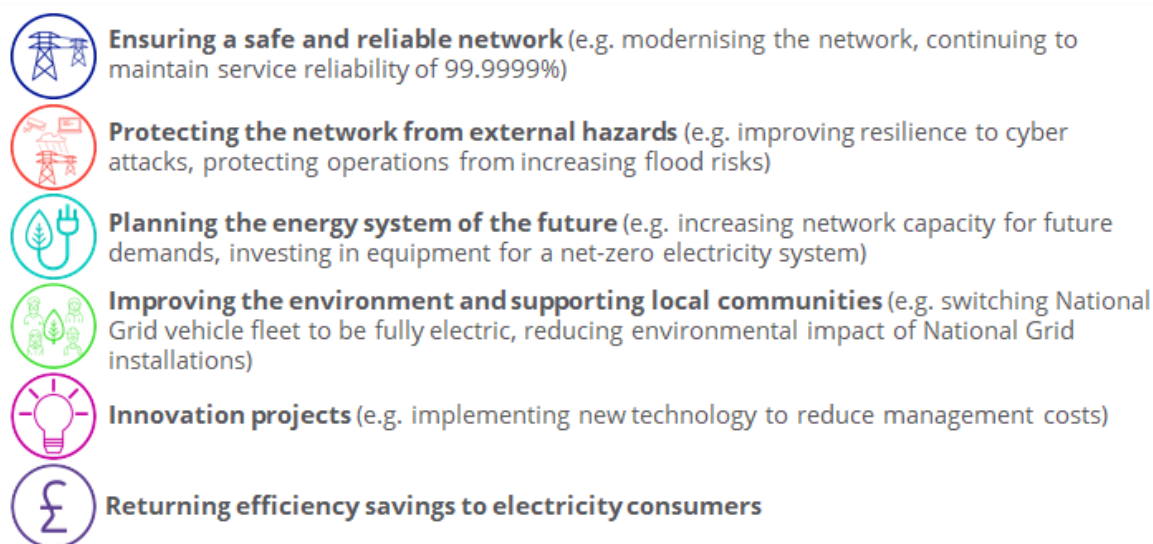 Ensuring a safe and reliable network (e.g. modernising the network, continuing to
maintain service reliability of 99.9999%)
Protecting the network from external hazards (e.g. improving resilience to cyber
attacks, protecting operations from increasing flood risks)
Planning the energy system of the future (e.g. increasing network capacity for future
demands, investing in equipment for a net-zero electricity system)
Improving the environment and supporting local communities (e.g. switching National
Grid vehicle fleet to be fully electric, reducing environmental impact of National Grid
installations)
Innovation projects (e.g. implementing new technology to reduce management costs)
£
Returning efficiency savings to electricity consumers